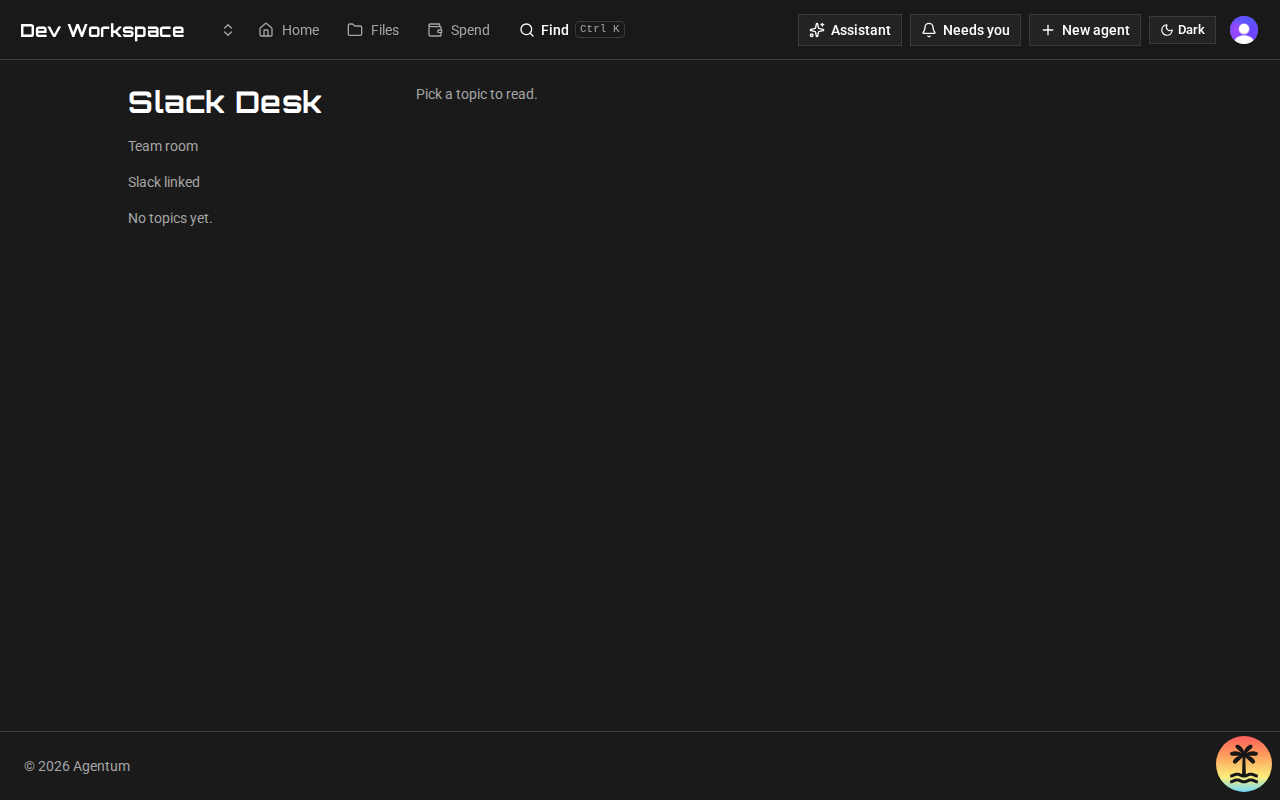 Dev Workspace
Home
Files
Spend
Find Ctrl K
Assistant
Needs you
New agent
Dark
Slack Desk
Team room
Slack linked
No topics yet.
Pick a topic to read.
© 2026 Agentum